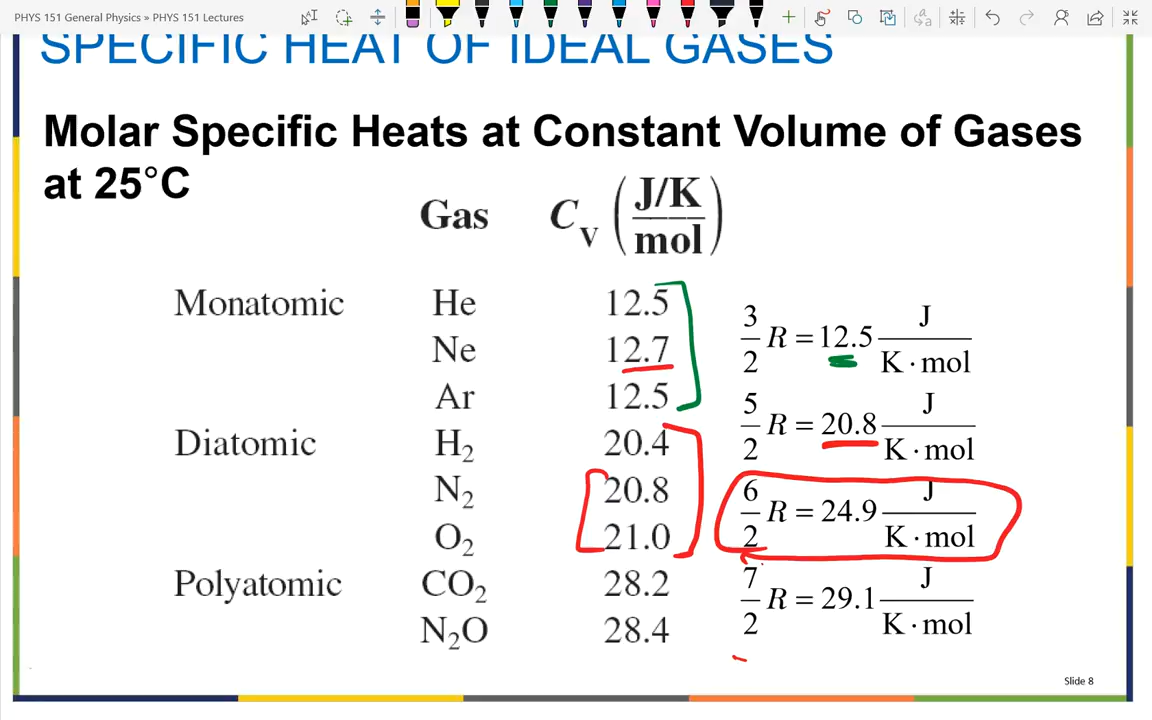 PHYS 151 General Physics » PHYS 151 Lectures
SPECIFIC HEAT OF IDEAL GASES
Molar Specific Heats at Constant Volume of Gases
at 25°C
Gas C_V (J/K / mol)
Monatomic He 12.5
Ne 12.7
Ar 12.5
Diatomic H₂ 20.4
N₂ 20.8
O₂ 21.0
Polyatomic CO₂ 28.2
N₂O 28.4
3/2 R = 12.5 J / K · mol
5/2 R = 20.8 J / K · mol
6/2 R = 24.9 J / K · mol
7/2 R = 29.1 J / K · mol
Slide 8